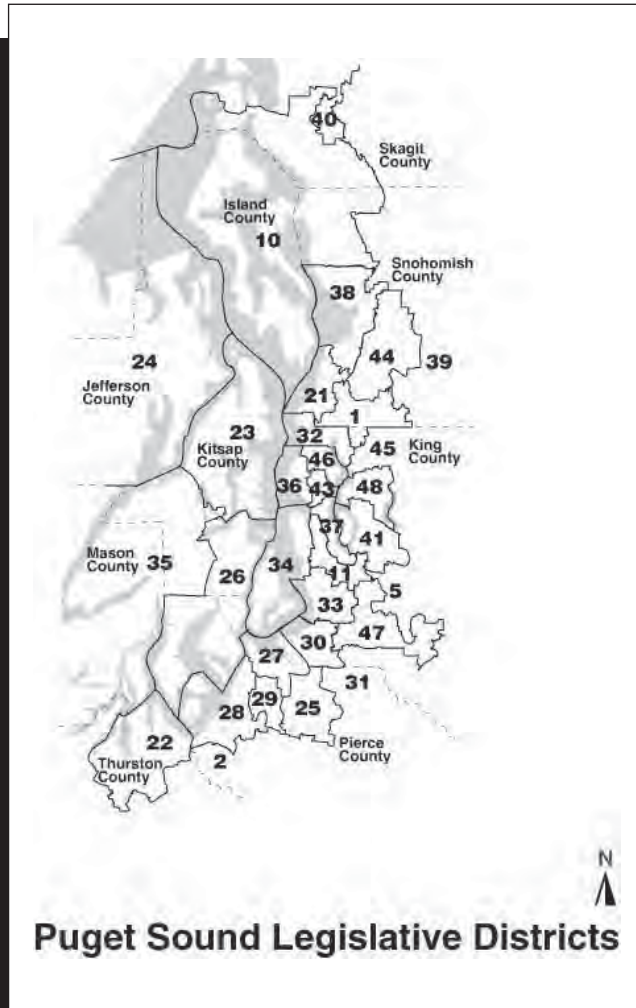 40
Skagit
County
Island
County
10
Snohomish
County
38
24
44
39
Jefferson
County
21
1
23
32
45
King
County
Kitsap
County
46
36
43
48
37
41
Mason
County
35
34
26
11
5
33
47
30
27
31
29
28
25
22
Pierce
County
2
Thurston
County
N
Puget Sound Legislative Districts